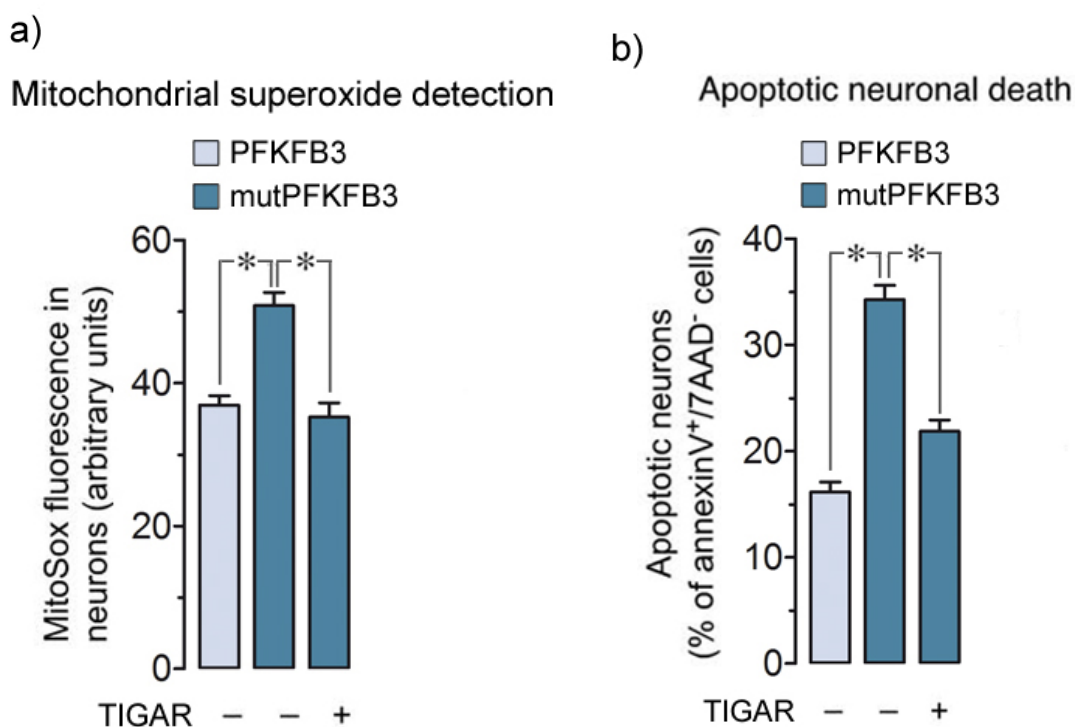 a)
Mitochondrial superoxide detection
PFKFB3
mutPFKFB3
MitoSox fluorescence in
neurons (arbitrary units)
60
40
20
0
* *
TIGAR – – +
b)
Apoptotic neuronal death
PFKFB3
mutPFKFB3
Apoptotic neurons
(% of annexinV⁺/7AAD⁻ cells)
40
30
20
10
0
* *
TIGAR – – +